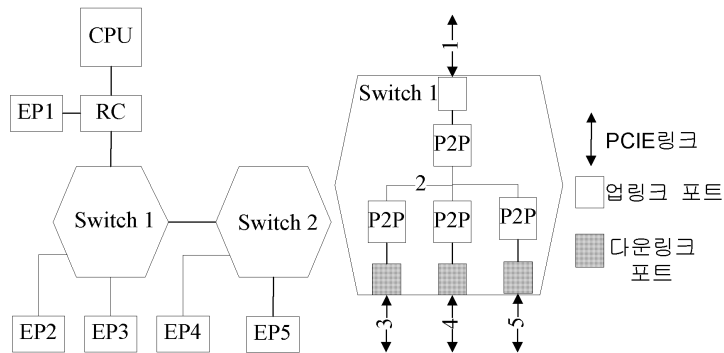 CPU
EP1
RC
Switch 1
Switch 2
EP2
EP3
EP4
EP5
1
Switch 1
P2P
2
P2P
P2P
P2P
3
4
5
PCIE링크
업링크 포트
다운링크
포트